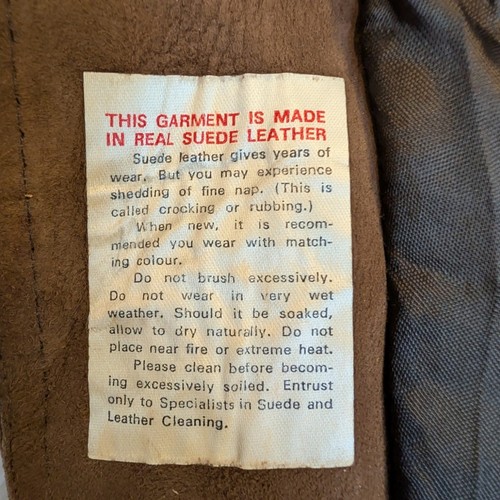 THIS GARMENT IS MADE
IN REAL SUEDE LEATHER
Suede leather gives years of
wear. But you may experience
shedding of fine nap. (This is
called crocking or rubbing.)
When new, it is recom-
mended you wear with match-
ing colour.
Do not brush excessively.
Do not wear in very wet
weather. Should it be soaked,
allow to dry naturally. Do not
place near fire or extreme heat.
Please clean before becom-
ing excessively soiled. Entrust
only to Specialists in Suede and
Leather Cleaning.